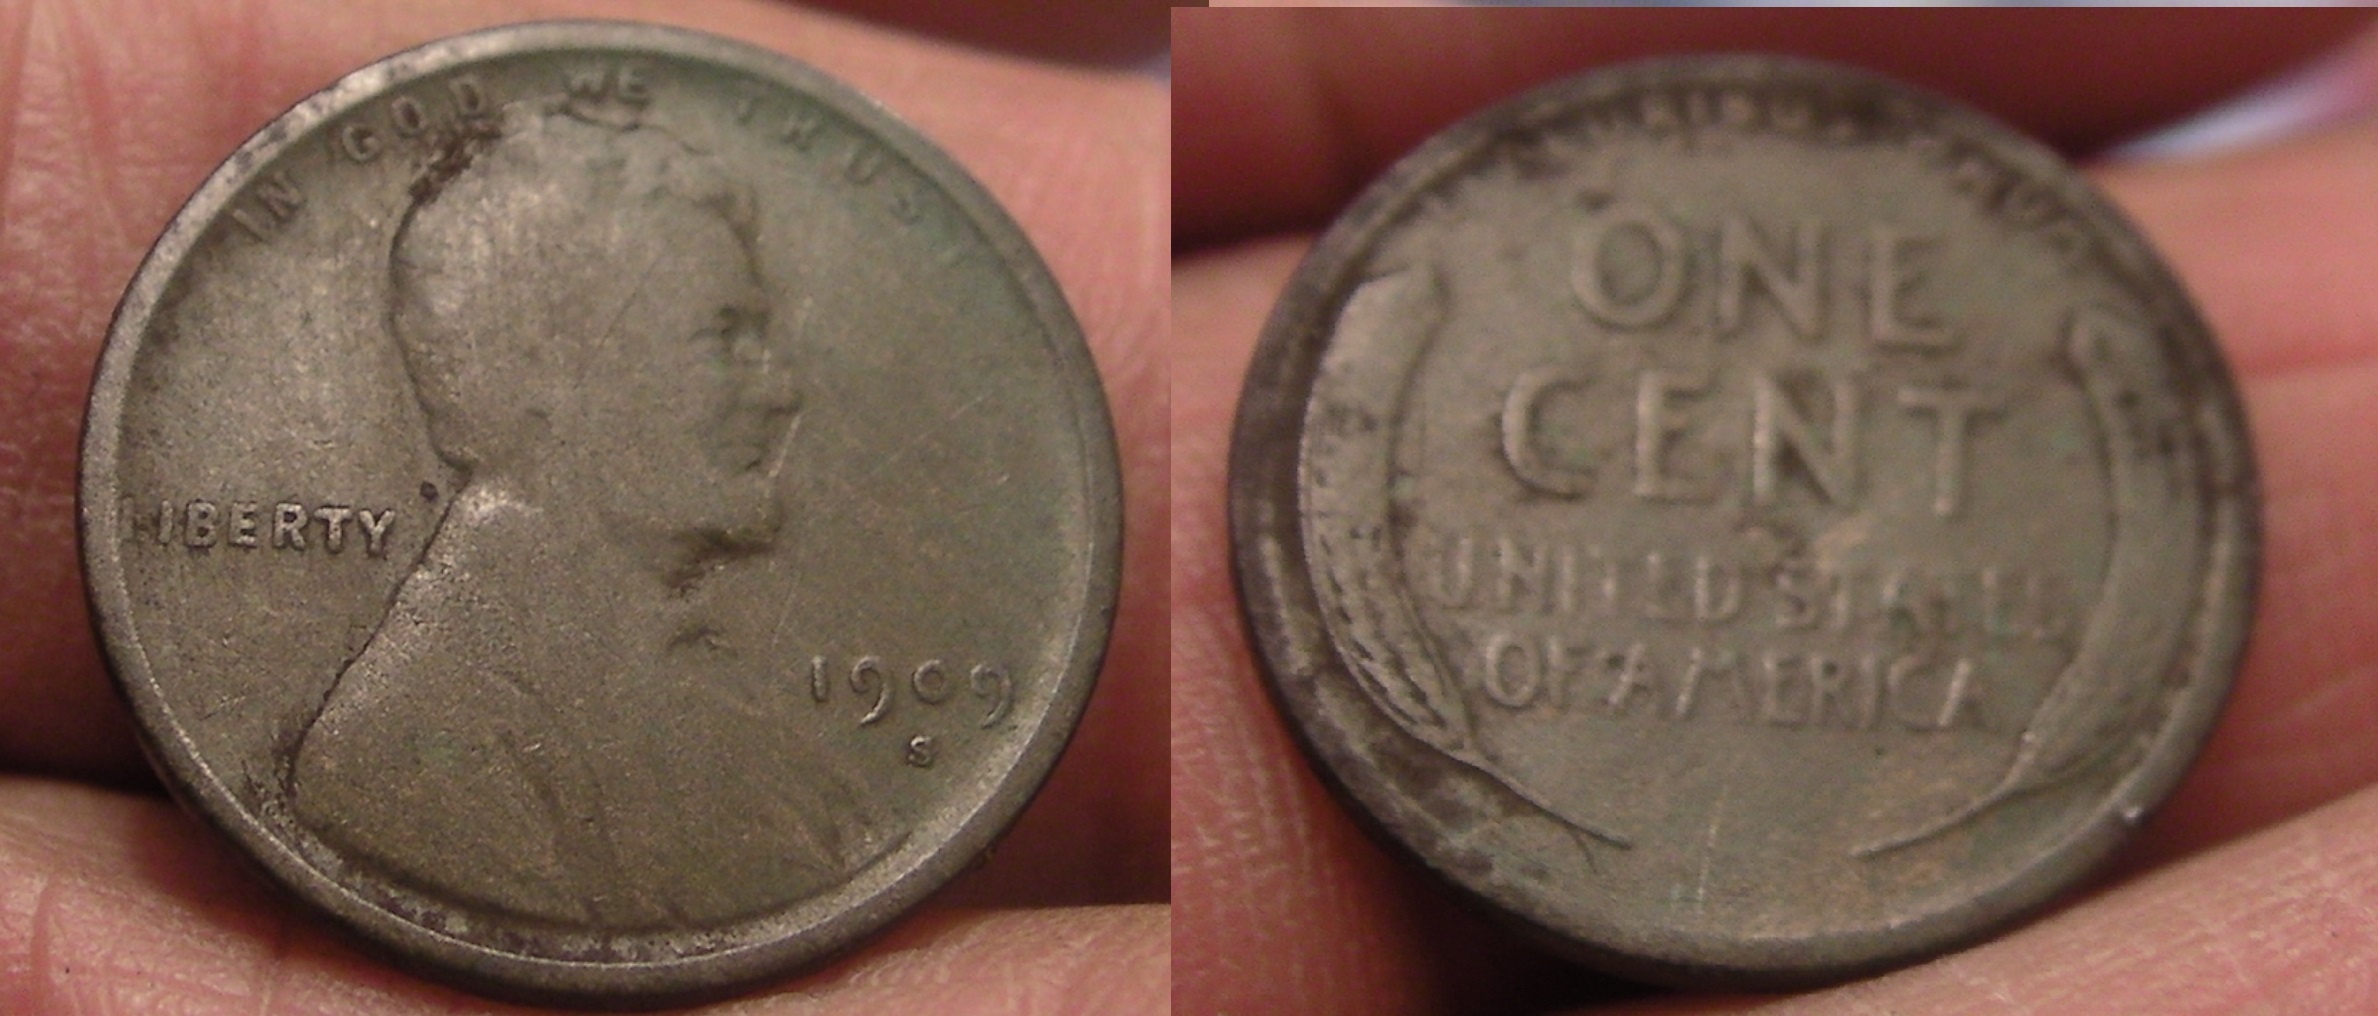 IN GOD WE TRUST
LIBERTY
1909
S
ONE
CENT
UNITED STATES
OF AMERICA